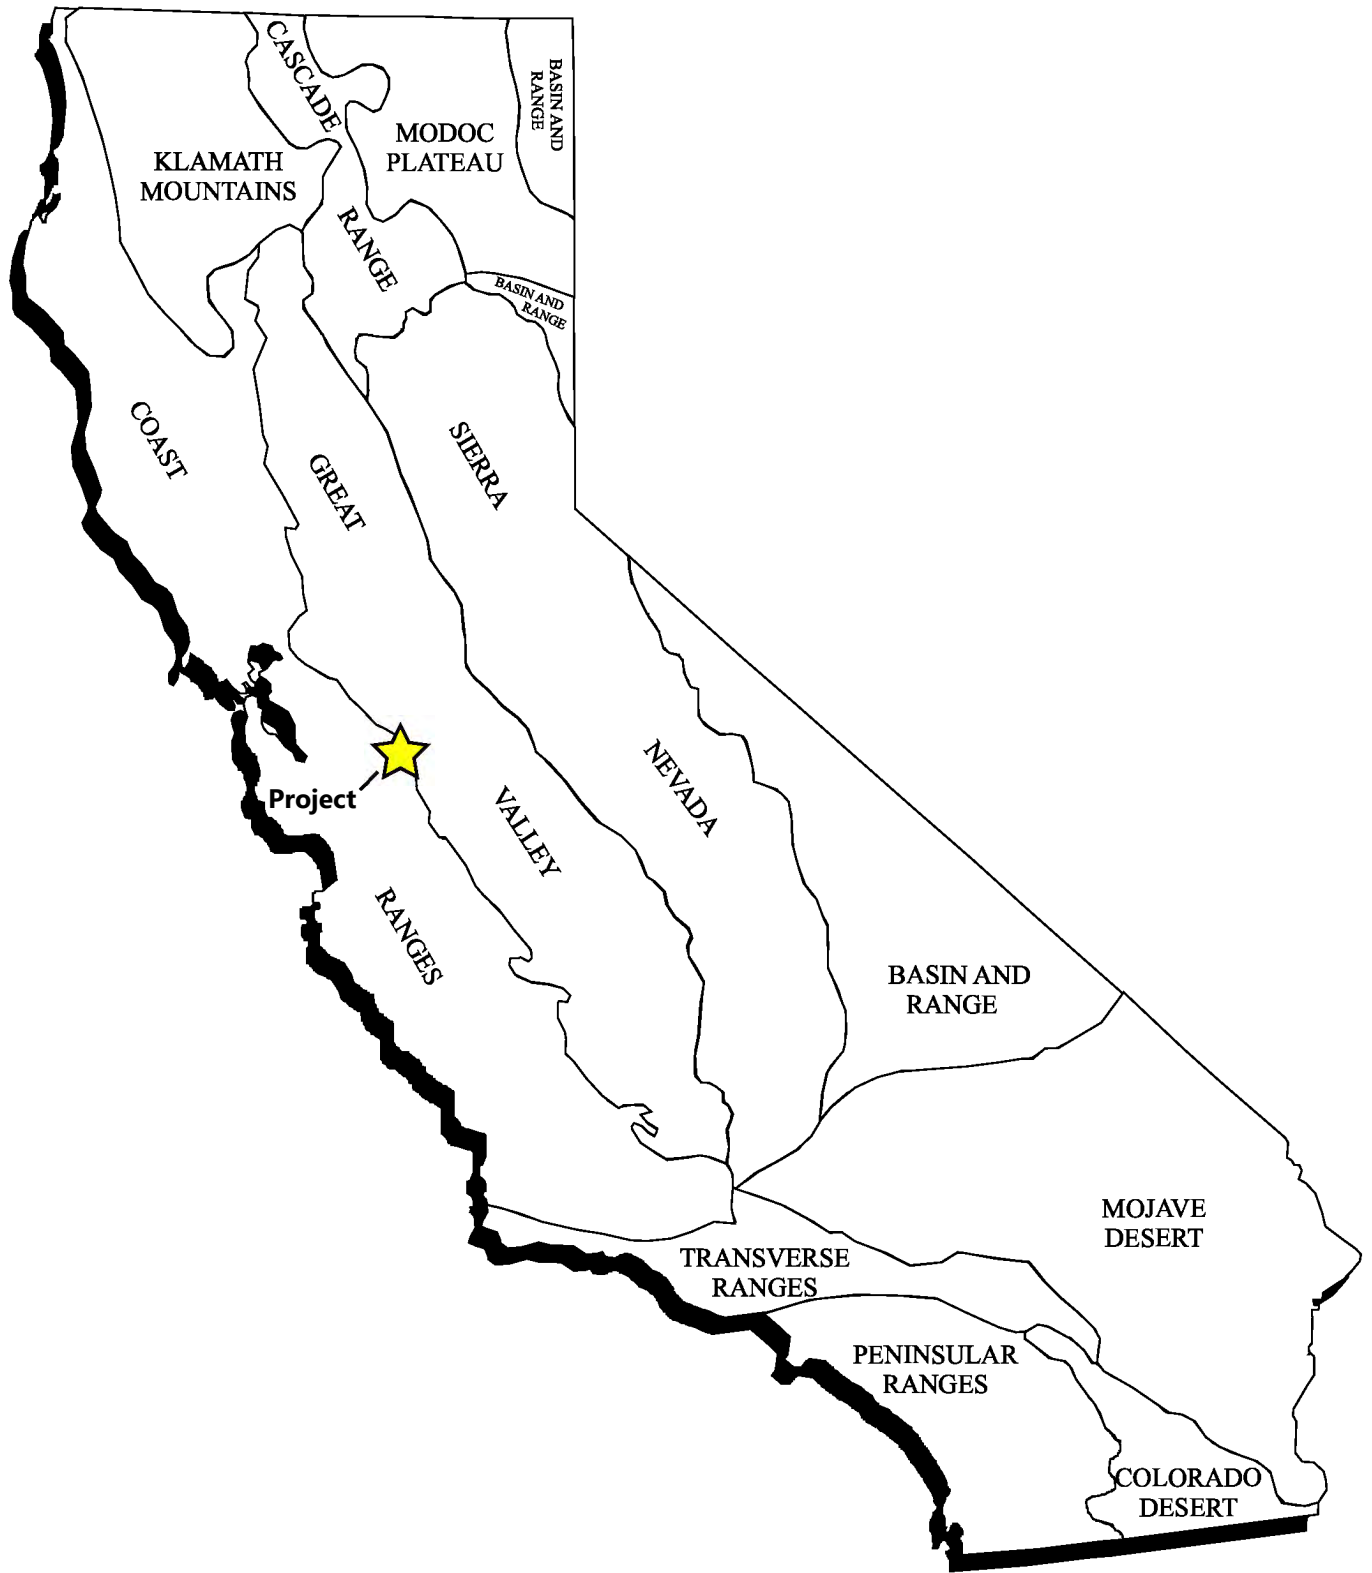 CASCADE
RANGE
BASIN AND
RANGE
MODOC
PLATEAU
KLAMATH
MOUNTAINS
BASIN AND
RANGE
COAST
RANGES
GREAT
VALLEY
SIERRA
NEVADA
Project
BASIN AND
RANGE
MOJAVE
DESERT
TRANSVERSE
RANGES
PENINSULAR
RANGES
COLORADO
DESERT